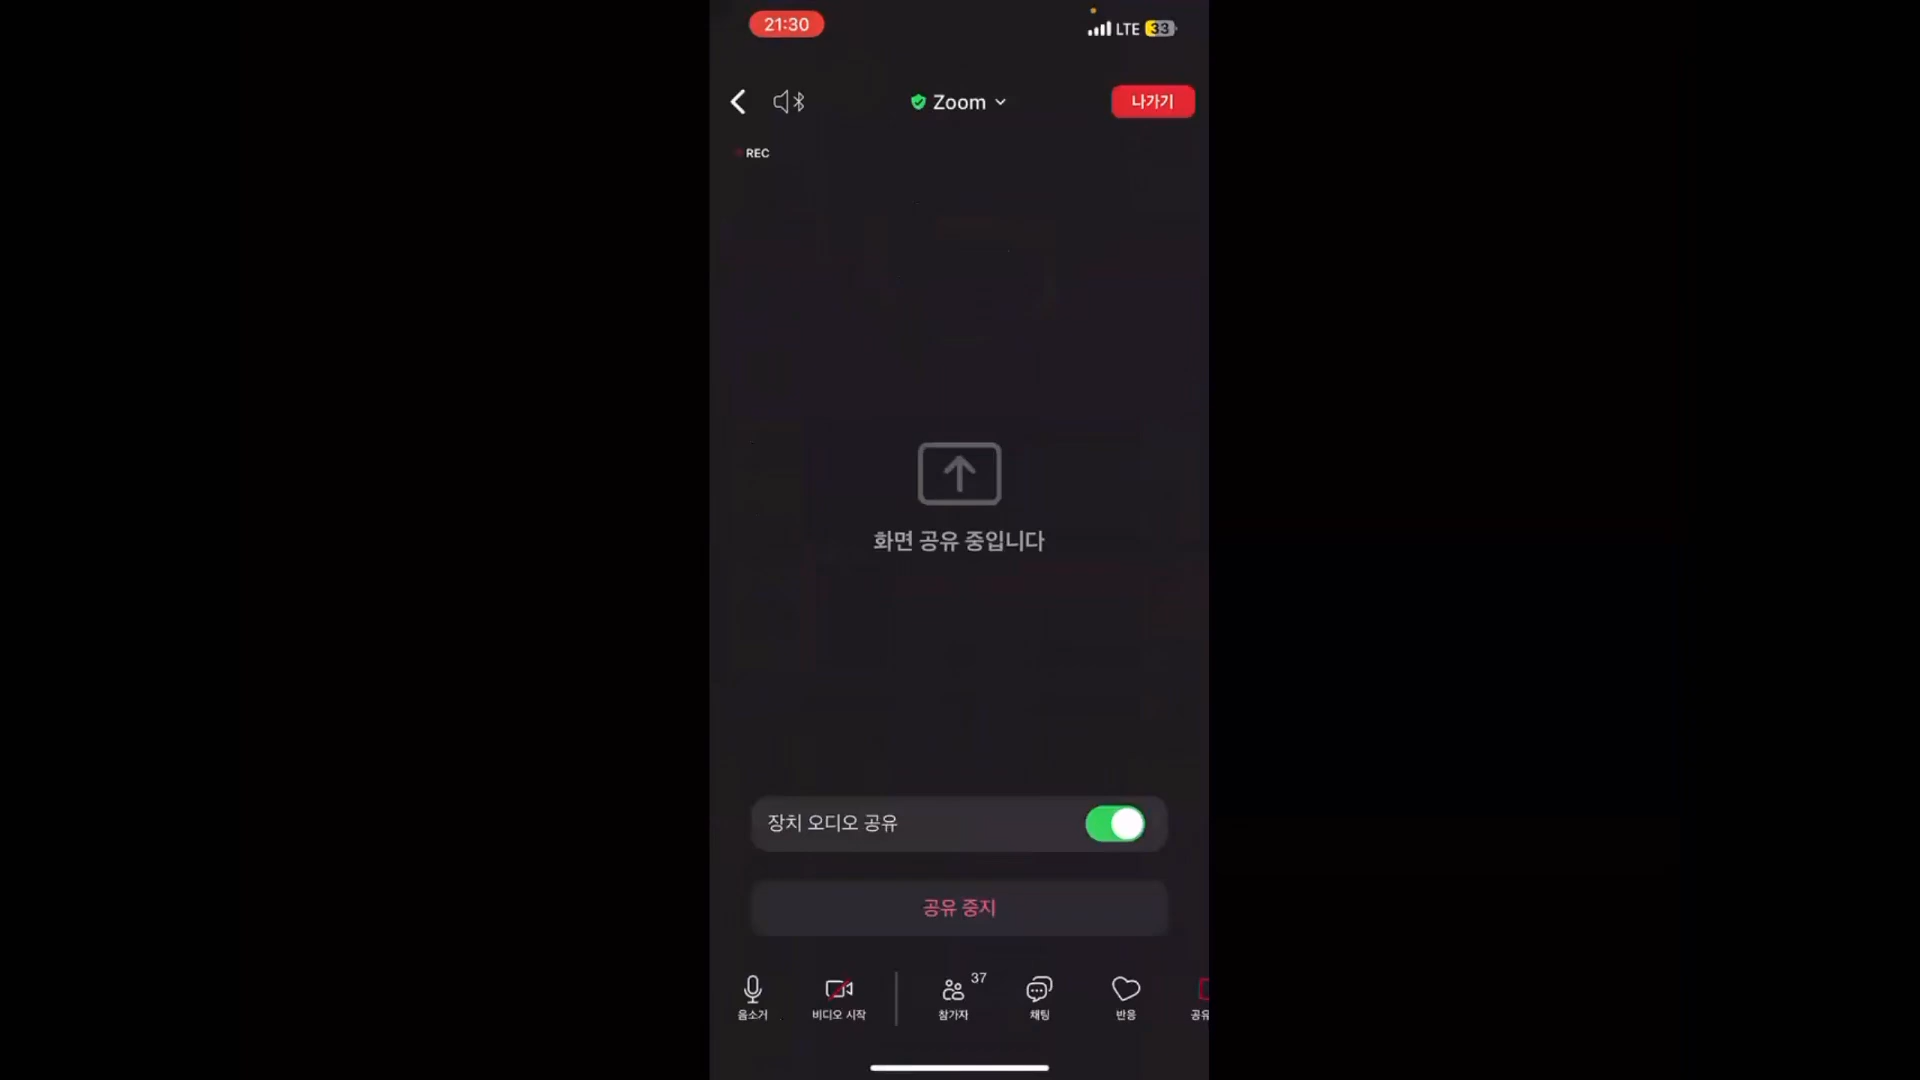 21:30
LTE 33
Zoom
나가기
REC
화면 공유 중입니다
장치 오디오 공유
공유 중지
37
음소거
비디오 시작
참가자
채팅
반응
공유